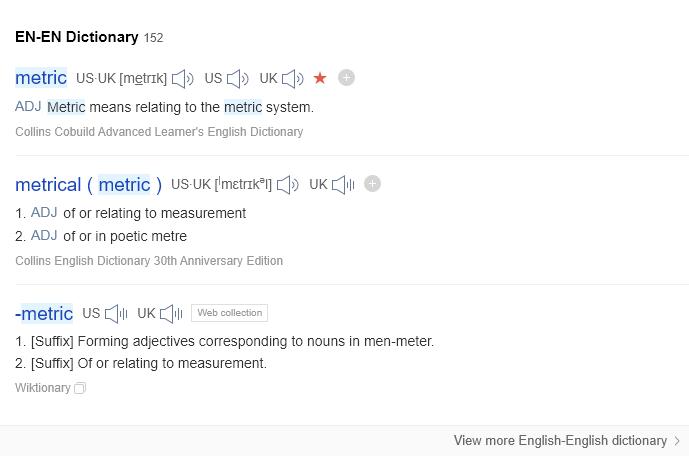 EN-EN Dictionary 152
metric US·UK [metrɪk] US UK
ADJ Metric means relating to the metric system.
Collins Cobuild Advanced Learner's English Dictionary
metrical ( metric ) US·UK [ˈmɛtrɪkᵊl] UK
1. ADJ of or relating to measurement
2. ADJ of or in poetic metre
Collins English Dictionary 30th Anniversary Edition
-metric US UK Web collection
1. [Suffix] Forming adjectives corresponding to nouns in men-meter.
2. [Suffix] Of or relating to measurement.
Wiktionary
View more English-English dictionary